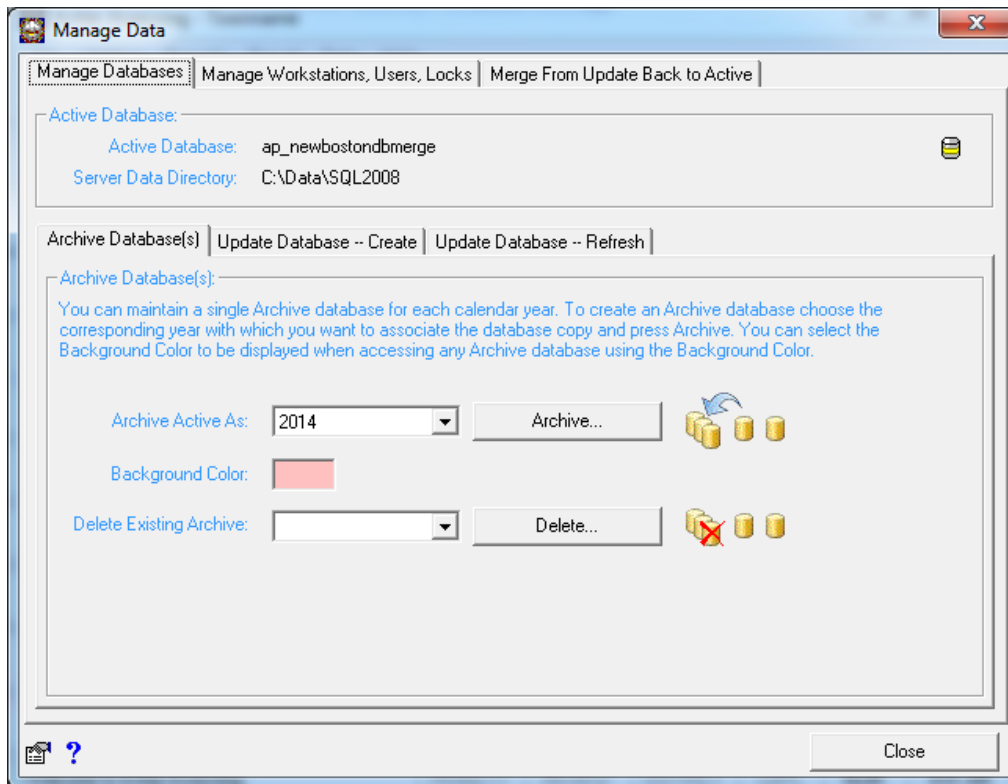 Manage Data
Manage Databases
Manage Workstations, Users, Locks
Merge From Update Back to Active
Active Database:
Active Database: ap_newbostondbmerge
Server Data Directory: C:\Data\SQL2008
Archive Database(s)
Update Database -- Create
Update Database -- Refresh
Archive Database(s):
You can maintain a single Archive database for each calendar year. To create an Archive database choose the
corresponding year with which you want to associate the database copy and press Archive. You can select the
Background Color to be displayed when accessing any Archive database using the Background Color.
Archive Active As: 2014 Archive...
Background Color:
Delete Existing Archive: Delete...
? Close